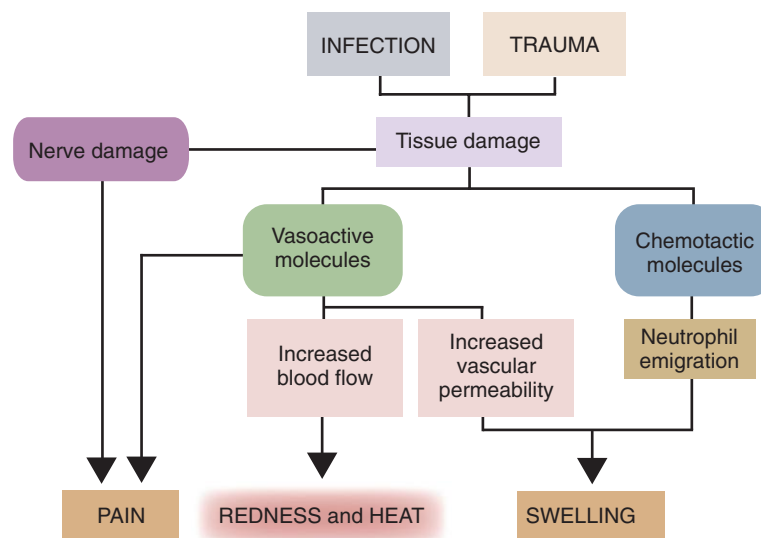 INFECTION
TRAUMA
Nerve damage
Tissue damage
Vasoactive
molecules
Chemotactic
molecules
Increased
blood flow
Increased
vascular
permeability
Neutrophil
emigration
PAIN
REDNESS and HEAT
SWELLING